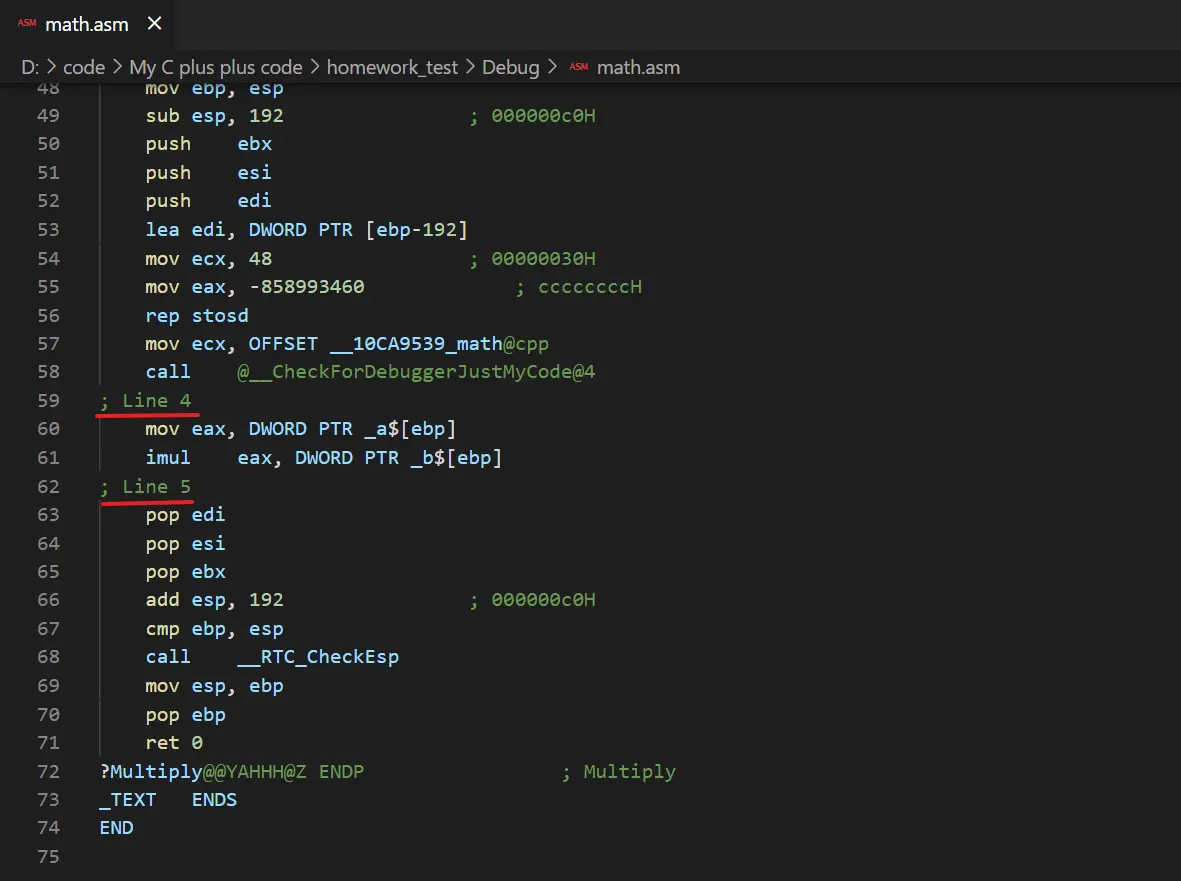 ASM math.asm ×
D: > code > My C plus plus code > homework_test > Debug > ASM math.asm
48 mov ebp, esp
49 sub esp, 192 ; 000000c0H
50 push ebx
51 push esi
52 push edi
53 lea edi, DWORD PTR [ebp-192]
54 mov ecx, 48 ; 00000030H
55 mov eax, -858993460 ; ccccccccH
56 rep stosd
57 mov ecx, OFFSET __10CA9539_math@cpp
58 call @__CheckForDebuggerJustMyCode@4
59 ; Line 4
60 mov eax, DWORD PTR _a$[ebp]
61 imul eax, DWORD PTR _b$[ebp]
62 ; Line 5
63 pop edi
64 pop esi
65 pop ebx
66 add esp, 192 ; 000000c0H
67 cmp ebp, esp
68 call __RTC_CheckEsp
69 mov esp, ebp
70 pop ebp
71 ret 0
72 ?Multiply@@YAHHH@Z ENDP ; Multiply
73 _TEXT ENDS
74 END
75